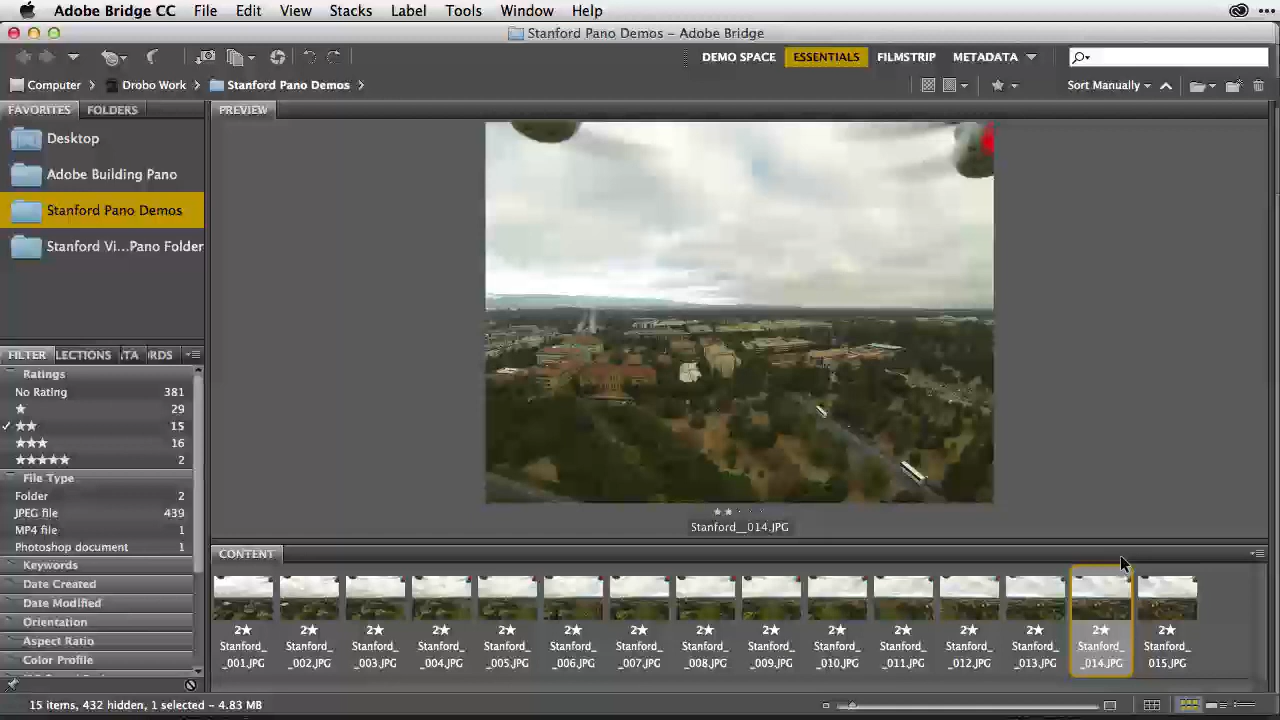 Adobe Bridge CC File Edit View Stacks Label Tools Window Help
Stanford Pano Demos – Adobe Bridge
DEMO SPACE ESSENTIALS FILMSTRIP METADATA
Computer > Drobo Work > Stanford Pano Demos >
Sort Manually
FAVORITES FOLDERS
PREVIEW
Desktop
Adobe Building Pano
Stanford Pano Demos
Stanford Vi...Pano Folder
FILTER LECTIONS TA RDS
Ratings
No Rating 381
★ 29
★★ 15
★★★ 16
★★★★★ 2
File Type
Folder 2
JPEG file 439
MP4 file 1
Photoshop document 1
Keywords
Date Created
Date Modified
Orientation
Aspect Ratio
Color Profile
★★
Stanford__014.JPG
CONTENT
2★ 2★ 2★ 2★ 2★ 2★ 2★ 2★ 2★ 2★ 2★ 2★ 2★ 2★ 2★
Stanford_ Stanford_ Stanford_ Stanford_ Stanford_ Stanford_ Stanford_ Stanford_ Stanford_ Stanford_ Stanford_ Stanford_ Stanford_ Stanford_ Stanford_
_001.JPG _002.JPG _003.JPG _004.JPG _005.JPG _006.JPG _007.JPG _008.JPG _009.JPG _010.JPG _011.JPG _012.JPG _013.JPG _014.JPG _015.JPG
15 items, 432 hidden, 1 selected – 4.83 MB